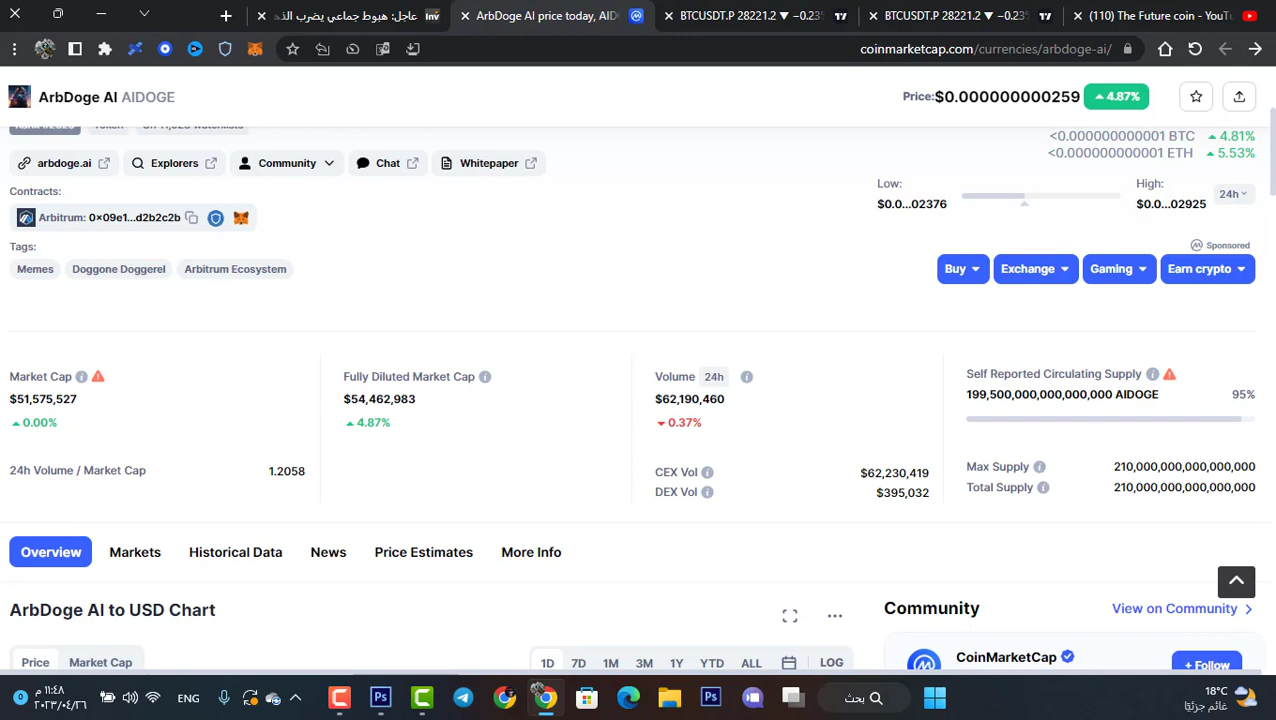 عاجل: هبوط جماعي يضرب الذه
ArbDoge AI price today, AID
BTCUSDT.P 28221.2 ▼ −0.23%
BTCUSDT.P 28221.2 ▼ −0.23%
(110) The Future coin - YouT
coinmarketcap.com/currencies/arbdoge-ai/
ArbDoge AI AIDOGE
Price:$0.000000000259 4.87%
Token
<0.000000000001 BTC 4.81%
<0.000000000001 ETH 5.53%
arbdoge.ai Explorers Community Chat Whitepaper
Contracts:
Arbitrum: 0x09e1...d2b2c2b
Low:
$0.0...02376
High:
$0.0...02925
24h
Tags:
Memes Doggone Doggerel Arbitrum Ecosystem
Sponsored
Buy Exchange Gaming Earn crypto
Market Cap
$51,575,527
0.00%
24h Volume / Market Cap 1.2058
Fully Diluted Market Cap
$54,462,983
4.87%
Volume 24h
$62,190,460
0.37%
CEX Vol $62,230,419
DEX Vol $395,032
Self Reported Circulating Supply
199,500,000,000,000,000 AIDOGE 95%
Max Supply 210,000,000,000,000,000
Total Supply 210,000,000,000,000,000
Overview Markets Historical Data News Price Estimates More Info
ArbDoge AI to USD Chart
Price Market Cap
1D 7D 1M 3M 1Y YTD ALL LOG
Community
View on Community
CoinMarketCap
+ Follow
١١:٤٨ م
٢٠٢٣/٠٤/٢٦
ENG
بحث
18°C
غائم جزئيًا